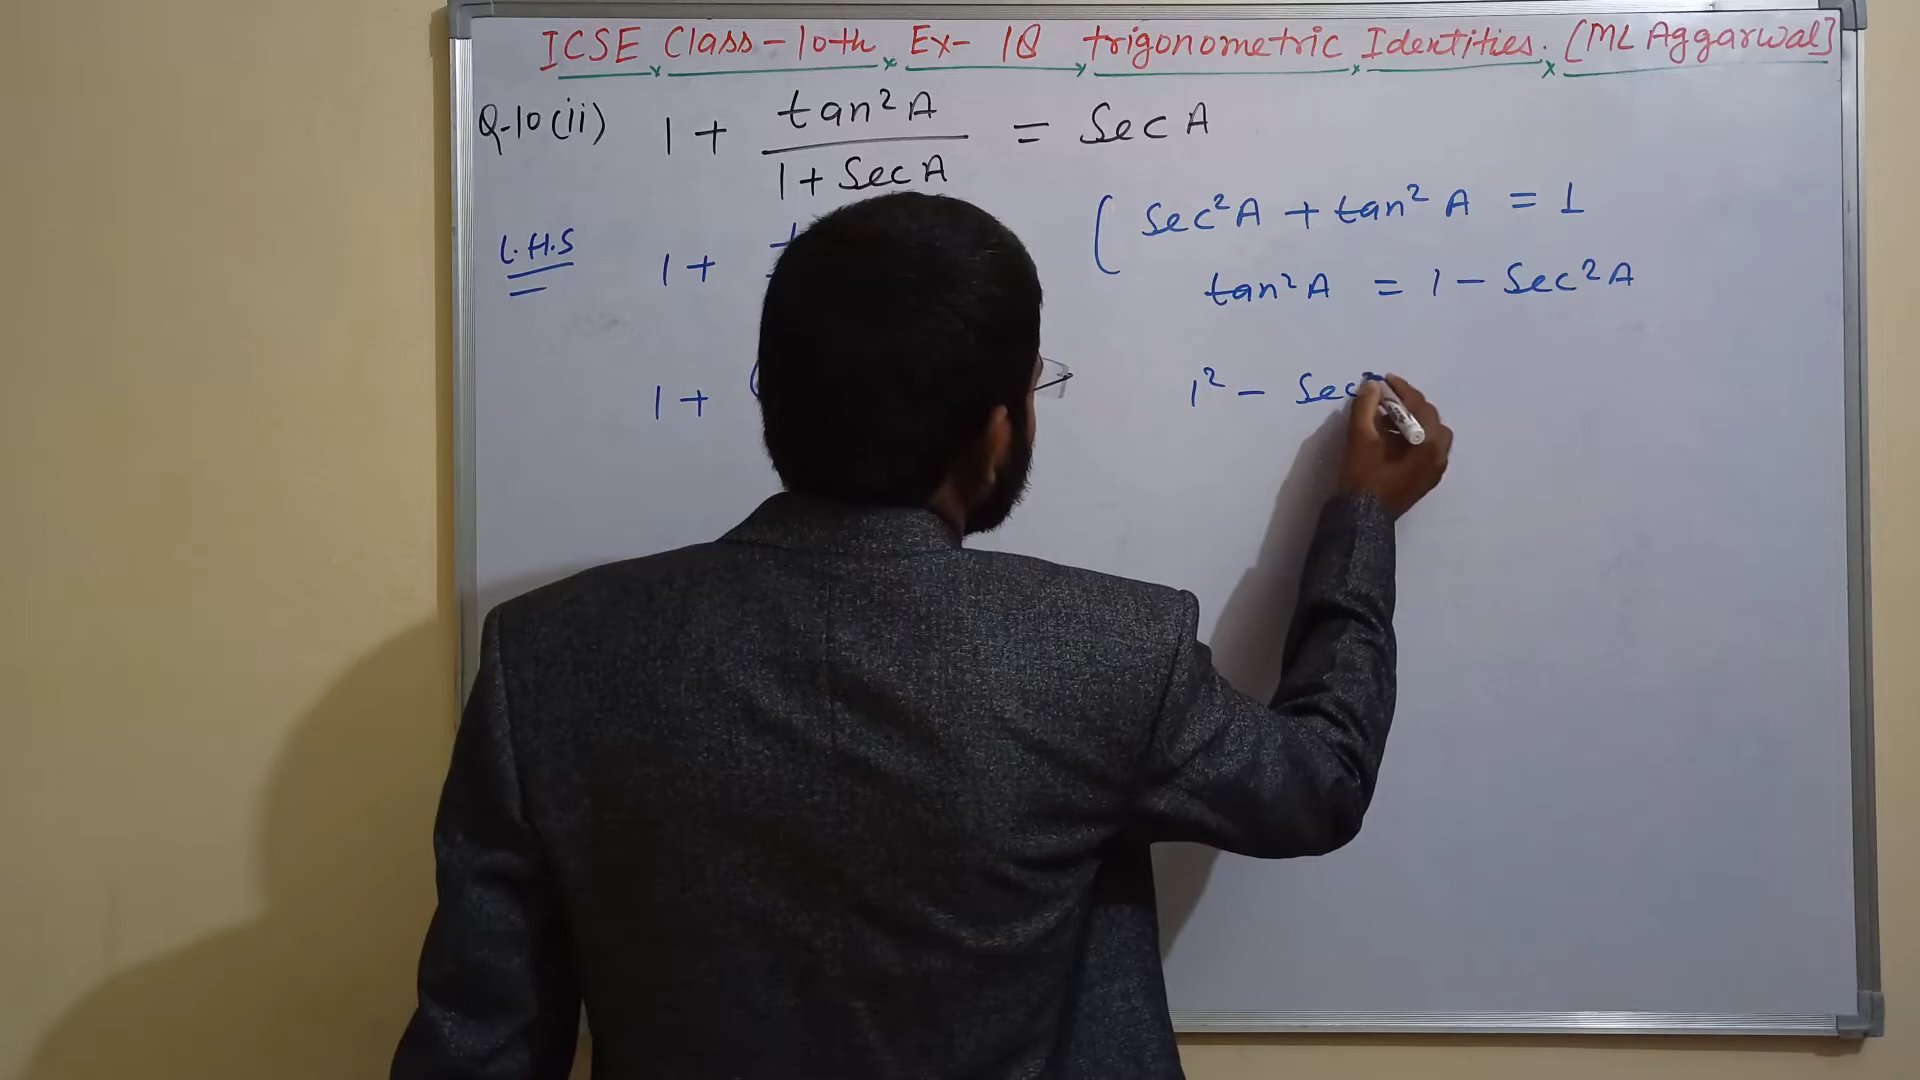 ICSE Class-10th Ex-18 trigonometric Identities. [ML Aggarwal]
Q-10(ii) 1 + tan²A / 1 + Sec A = Sec A
L.H.S 1 +
(Sec²A + tan²A = 1
tan²A = 1 - Sec²A
1 +
1² - Sec²